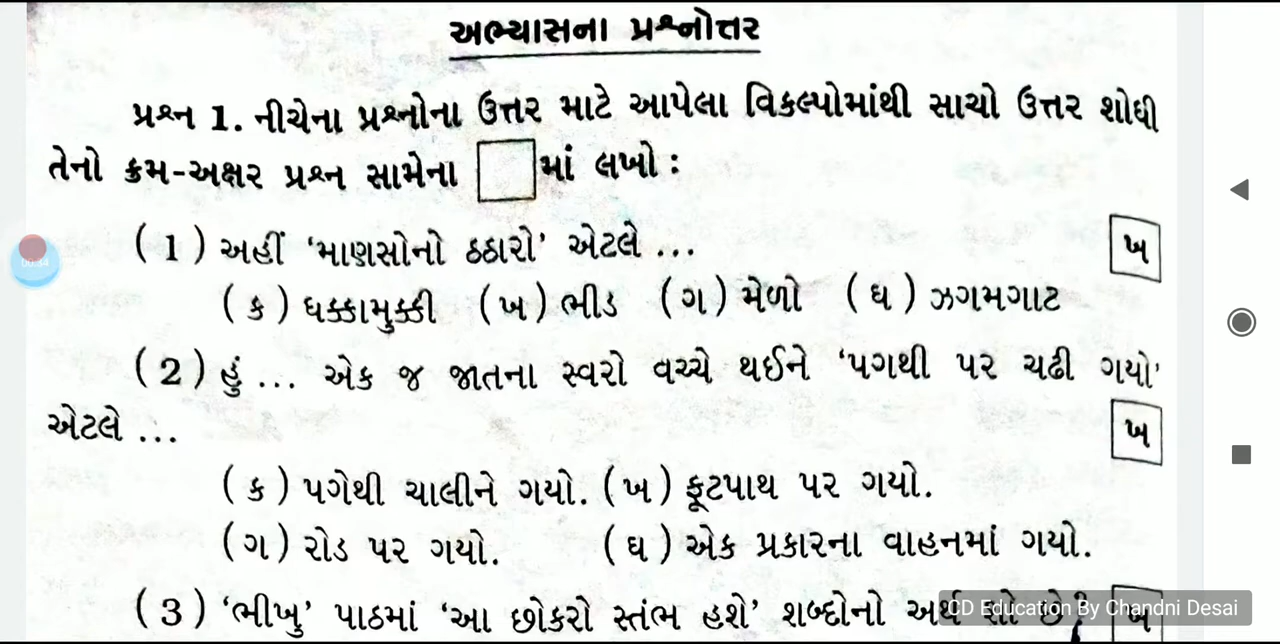 અભ્યાસના પ્રશ્નોત્તર
પ્રશ્ન 1. નીચેના પ્રશ્નોના ઉત્તર માટે આપેલા વિકલ્પોમાંથી સાચો ઉત્તર શોધી
તેનો ક્રમ-અક્ષર પ્રશ્ન સામેના માં લખો :
(1) અહીં ‘માણસોનો ઠઠારો’ એટલે ... ખ
(ક) ધક્કામુક્કી (ખ) ભીડ (ગ) મેળો (ઘ) ઝગમગાટ
(2) હું ... એક જ જાતના સ્વરો વચ્ચે થઈને ‘પગથી પર ચઢી ગયો’
એટલે ... ખ
(ક) પગેથી ચાલીને ગયો. (ખ) ફૂટપાથ પર ગયો.
(ગ) રોડ પર ગયો. (ઘ) એક પ્રકારના વાહનમાં ગયો.
(3) ‘ભીખુ’ પાઠમાં ‘આ છોકરો સ્તંભ હશે’ શબ્દોનો અર્થ શો છે? ખ
CD Education By Chandni Desai